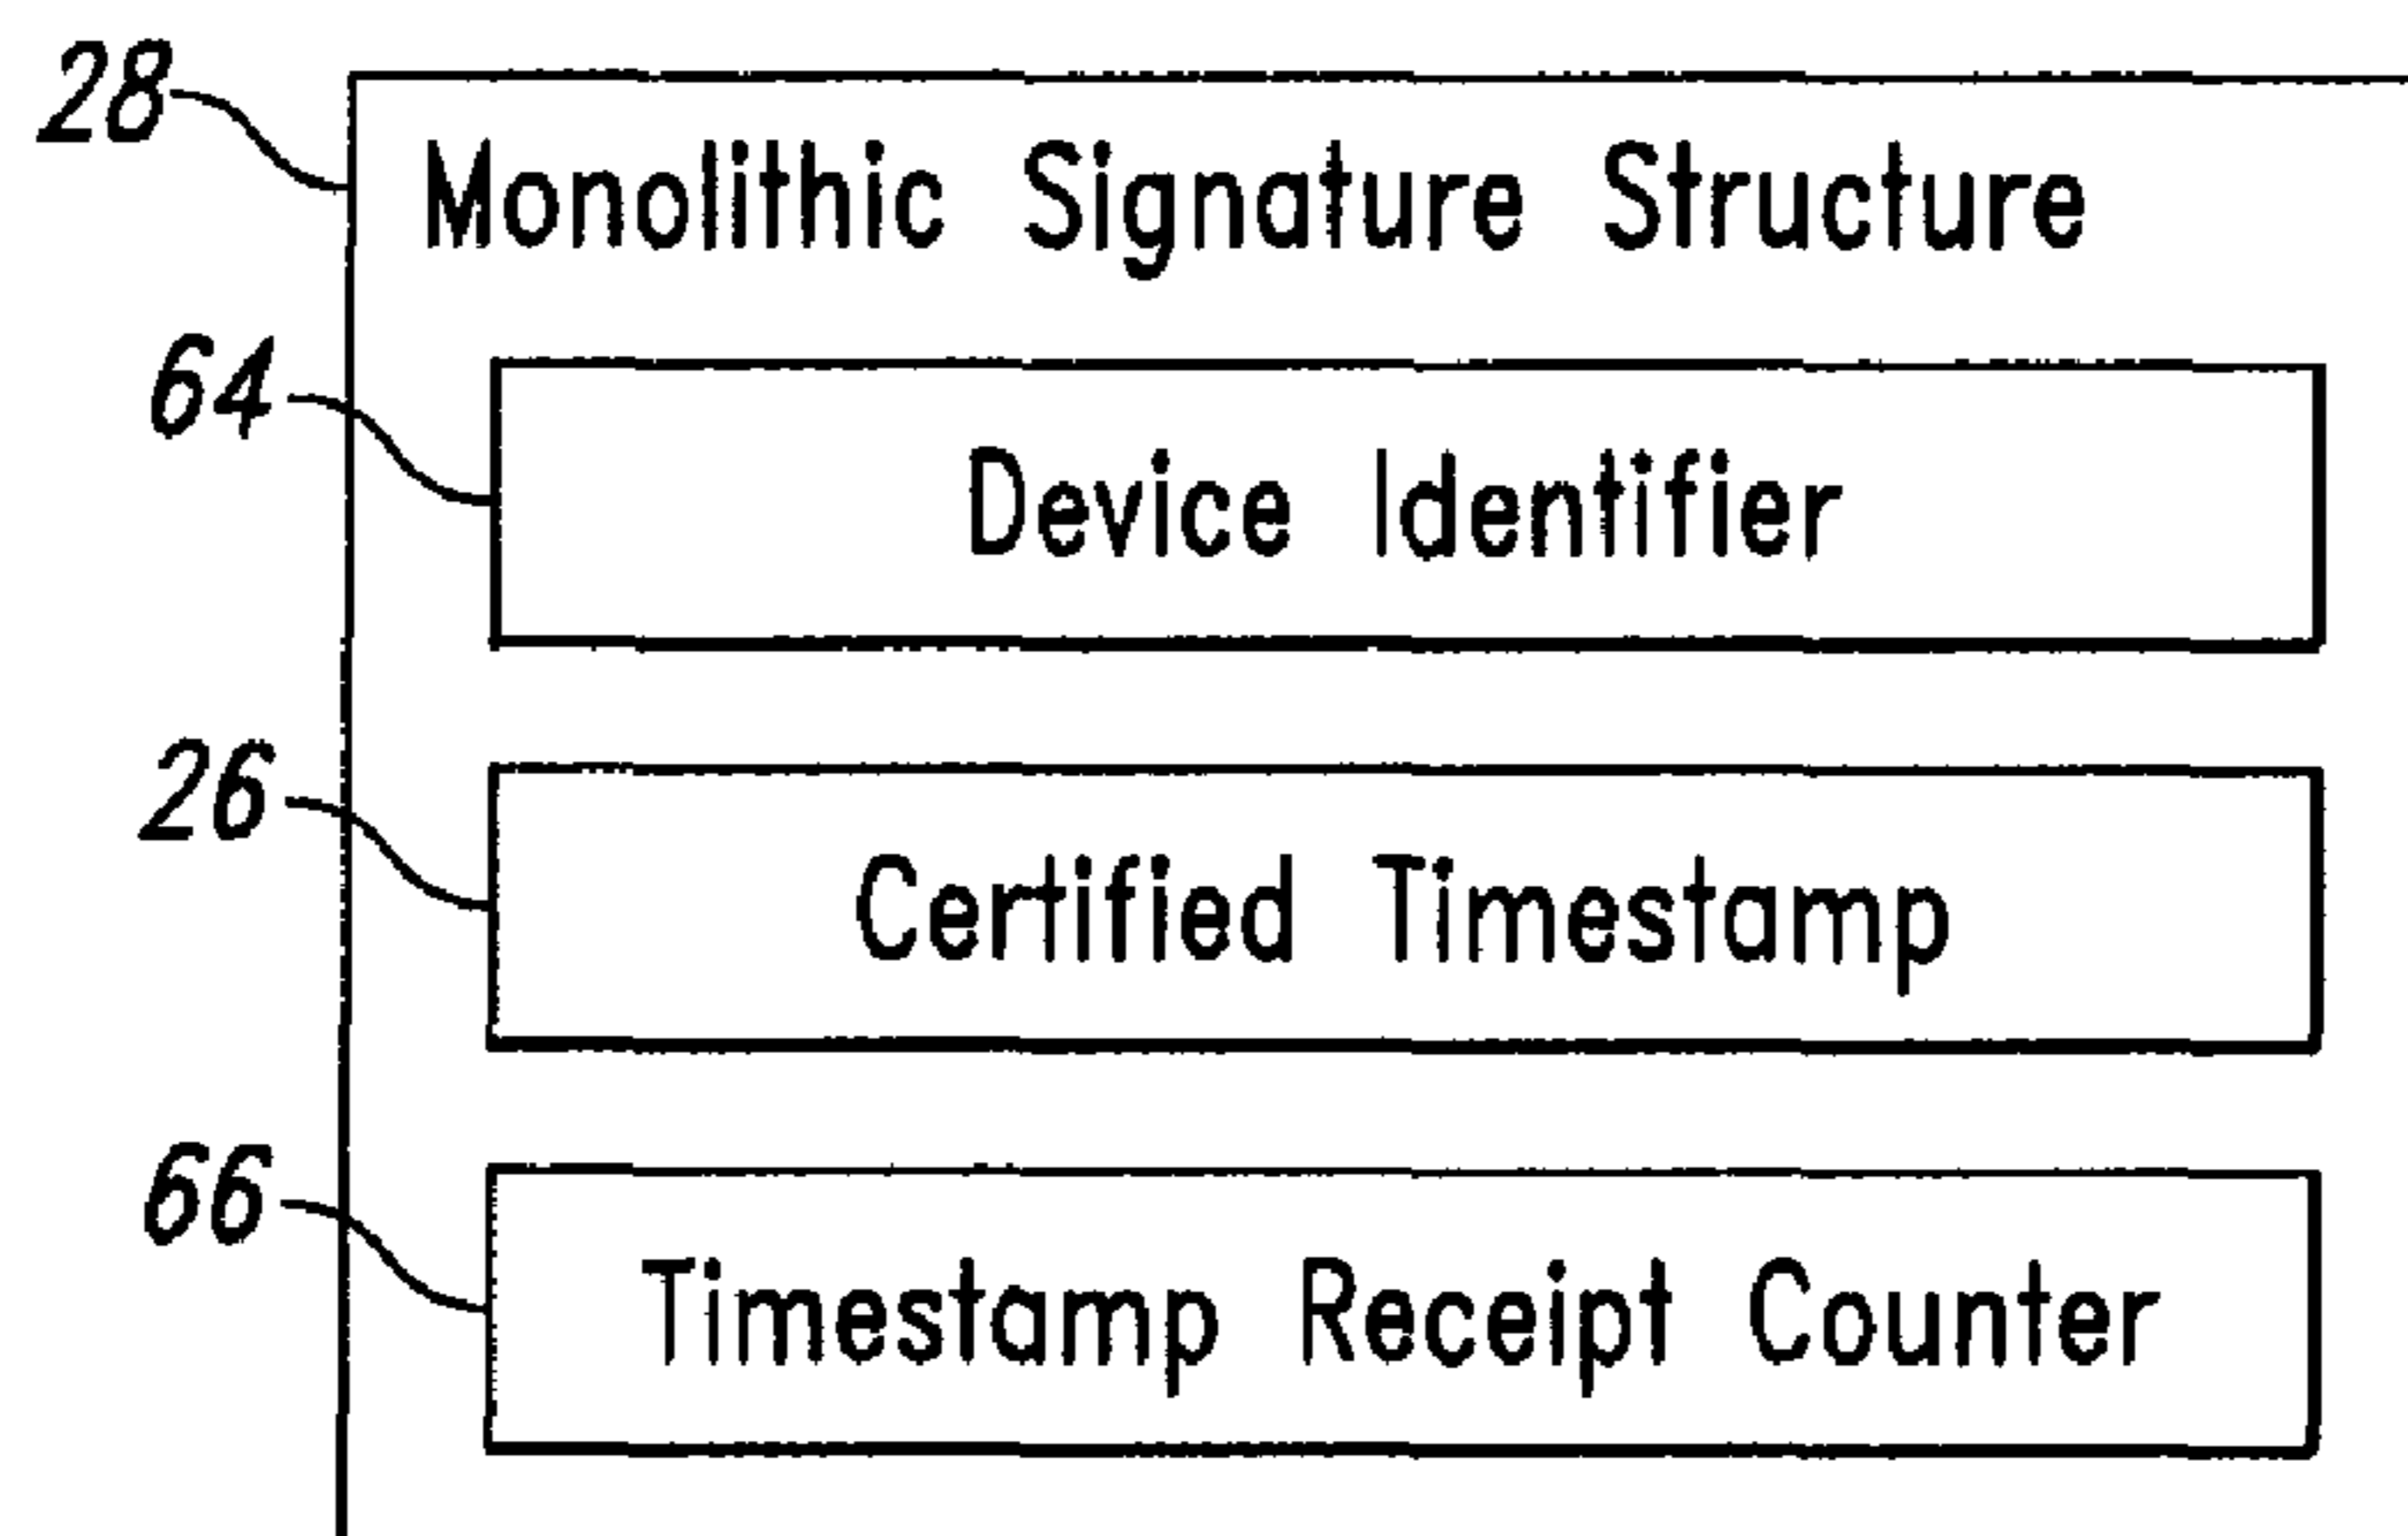 28
Monolithic Signature Structure
64
Device Identifier
26
Certified Timestamp
66
Timestamp Receipt Counter